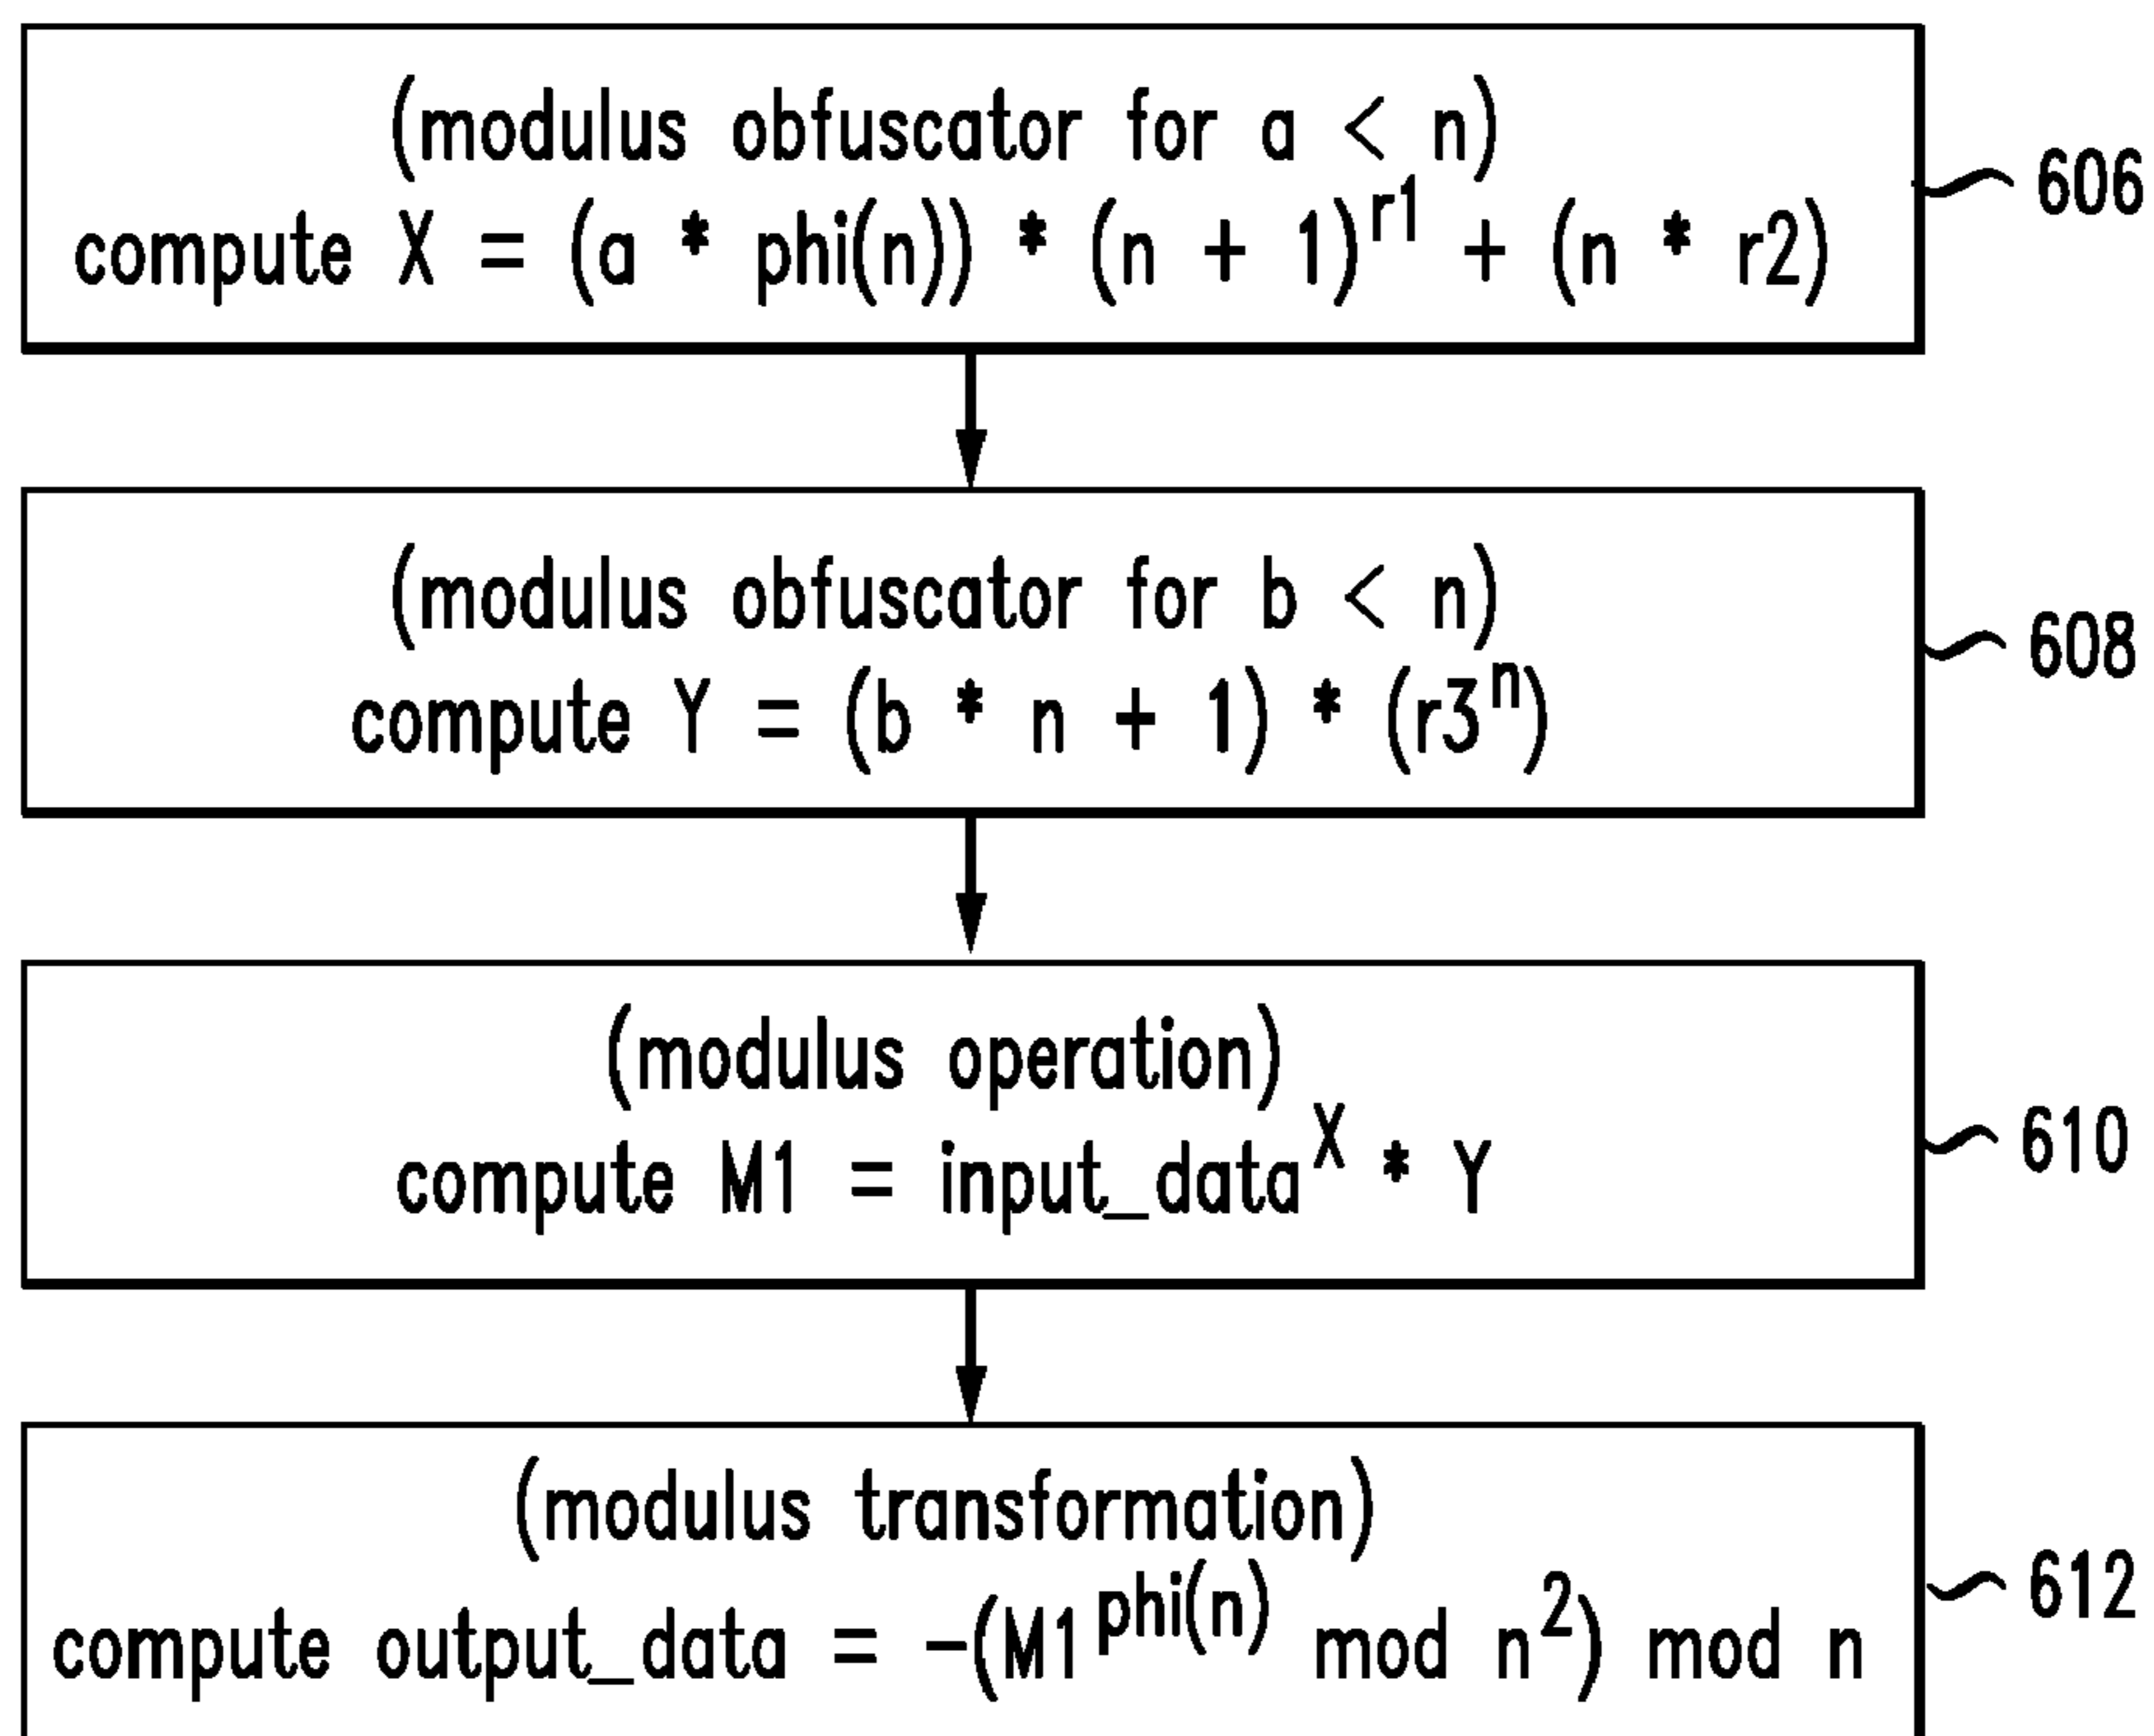 (modulus obfuscator for a < n)
compute X = (a * phi(n)) * (n + 1)^r1 + (n * r2)
606
(modulus obfuscator for b < n)
compute Y = (b * n + 1) * (r3^n)
608
(modulus operation)
compute M1 = input_data^X * Y
610
(modulus transformation)
compute output_data = -(M1^phi(n) mod n^2) mod n
612